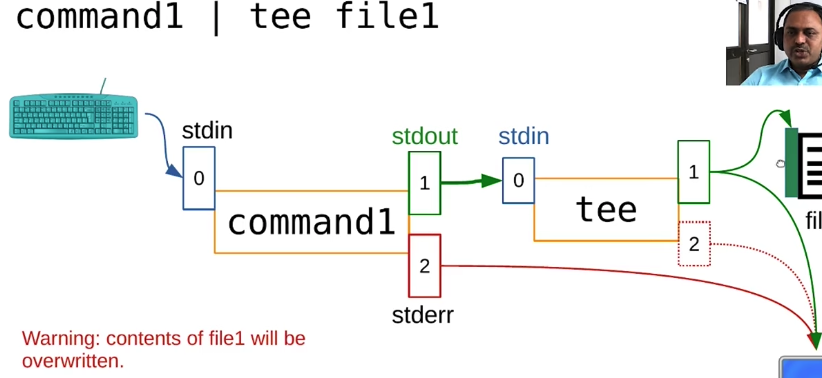 command1 | tee file1
stdin
stdout
stdin
0
1
0
1
command1
tee
2
2
fil
stderr
Warning: contents of file1 will be
overwritten.